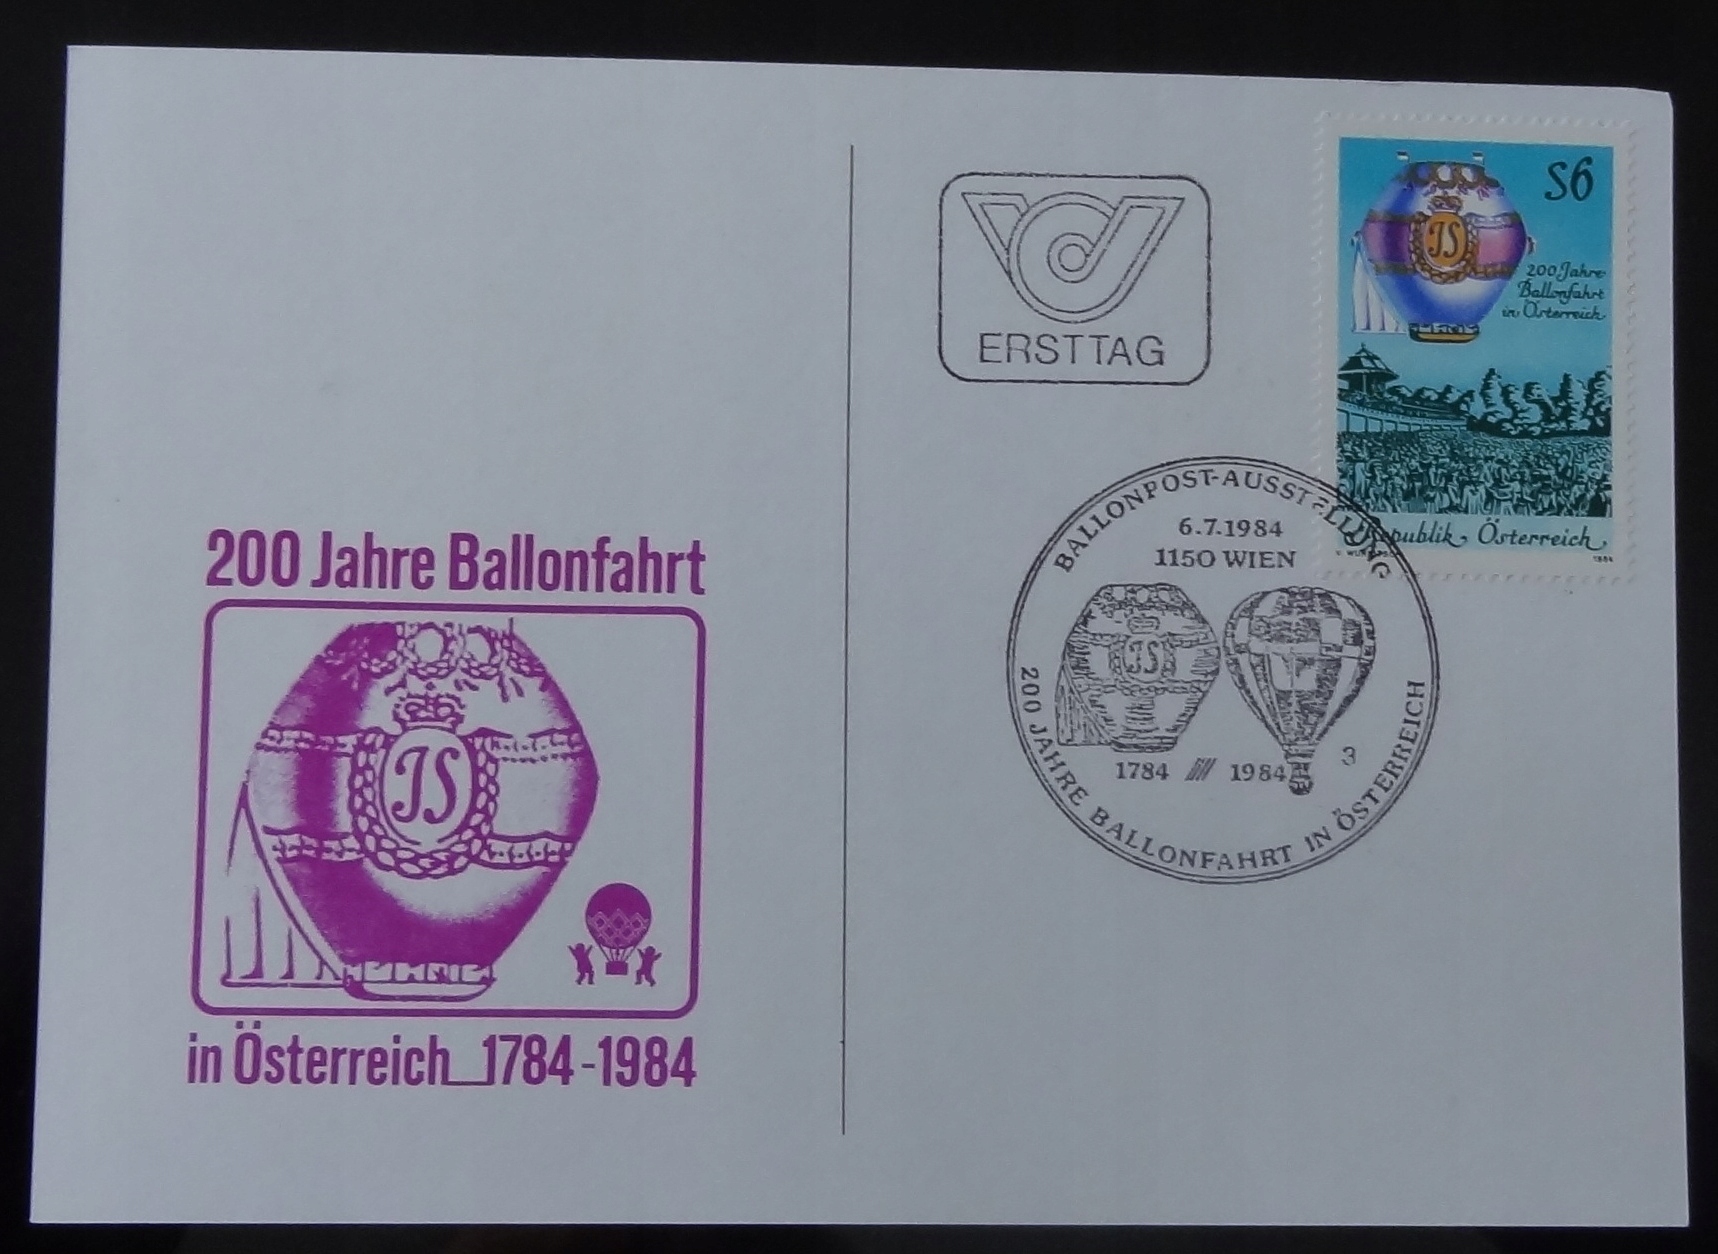 200 Jahre Ballonfahrt
JS
in Österreich 1784-1984
ERSTTAG
S6
JS
200 Jahre
Ballonfahrt
in Österreich
Republik Österreich
1984
BALLONPOST-AUSSTELLUNG
6.7.1984
1150 WIEN
JS
1784 1984
3
200 JAHRE BALLONFAHRT IN ÖSTERREICH